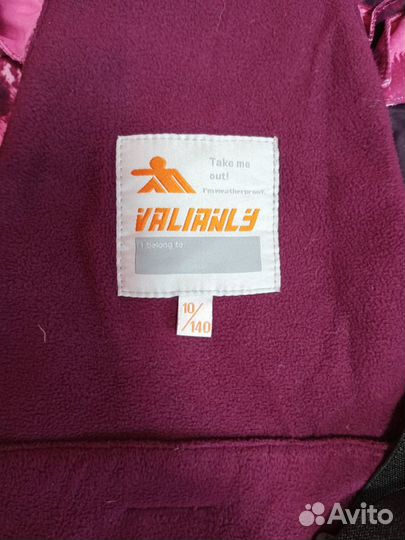 Take me
out!
I'm weatherproof.
VALIANLY
I belong to
10/
140
Avito